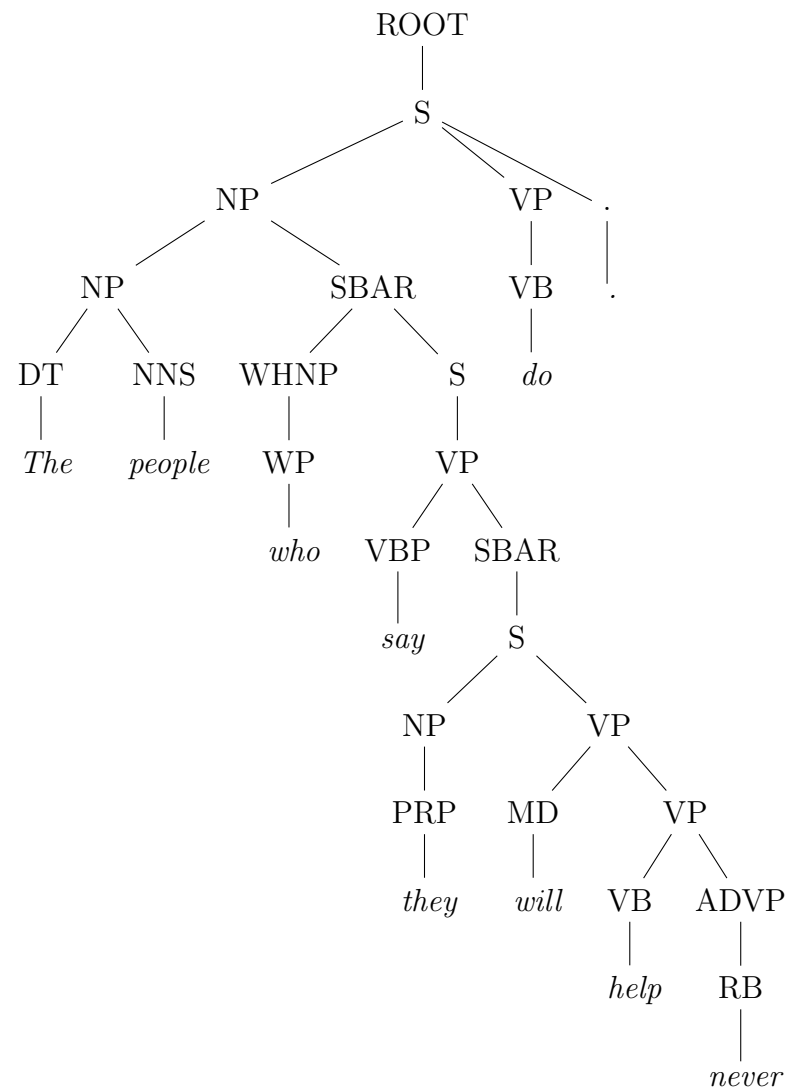 ROOT
S
NP VP .
NP SBAR VB .
DT NNS WHNP S do
The people WP VP
who VBP SBAR
say S
NP VP
PRP MD VP
they will VB ADVP
help RB
never